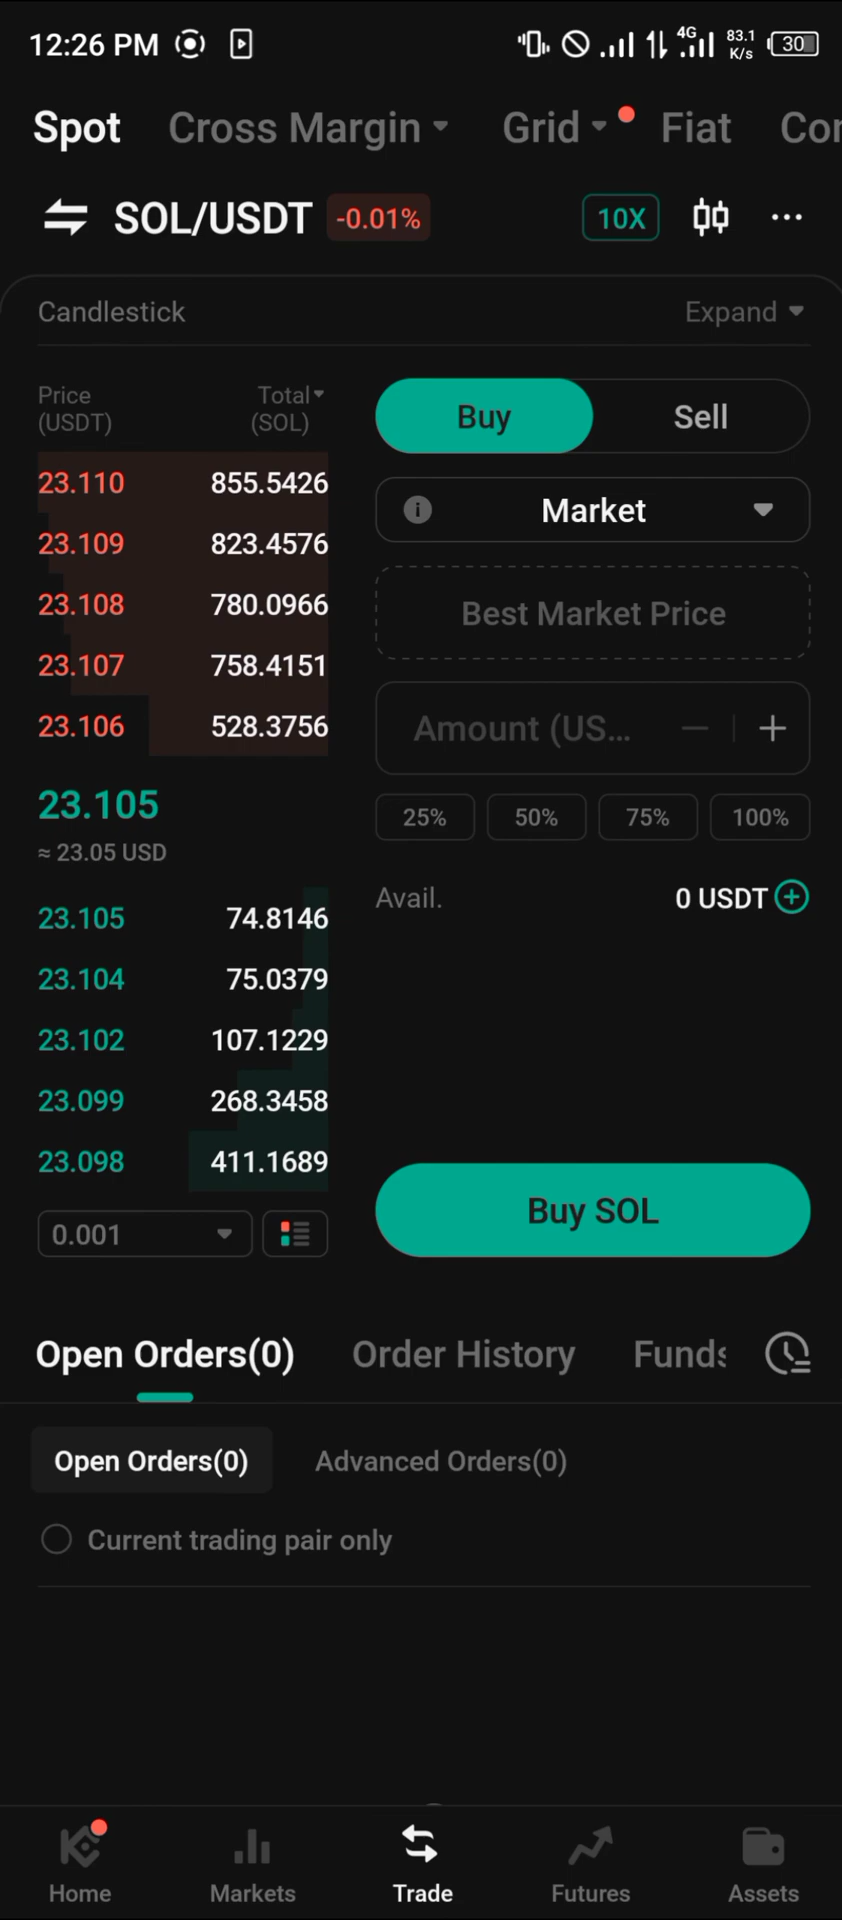 12:26 PM 4G 83.1 K/s 30
Spot Cross Margin Grid Fiat Cor
SOL/USDT -0.01% 10X
Candlestick Expand
Price (USDT) Total (SOL)
23.110 855.5426
23.109 823.4576
23.108 780.0966
23.107 758.4151
23.106 528.3756
23.105
≈ 23.05 USD
23.105 74.8146
23.104 75.0379
23.102 107.1229
23.099 268.3458
23.098 411.1689
0.001
Buy Sell
Market
Best Market Price
Amount (US...
25% 50% 75% 100%
Avail. 0 USDT
Buy SOL
Open Orders(0) Order History Funds
Open Orders(0) Advanced Orders(0)
Current trading pair only
Home Markets Trade Futures Assets